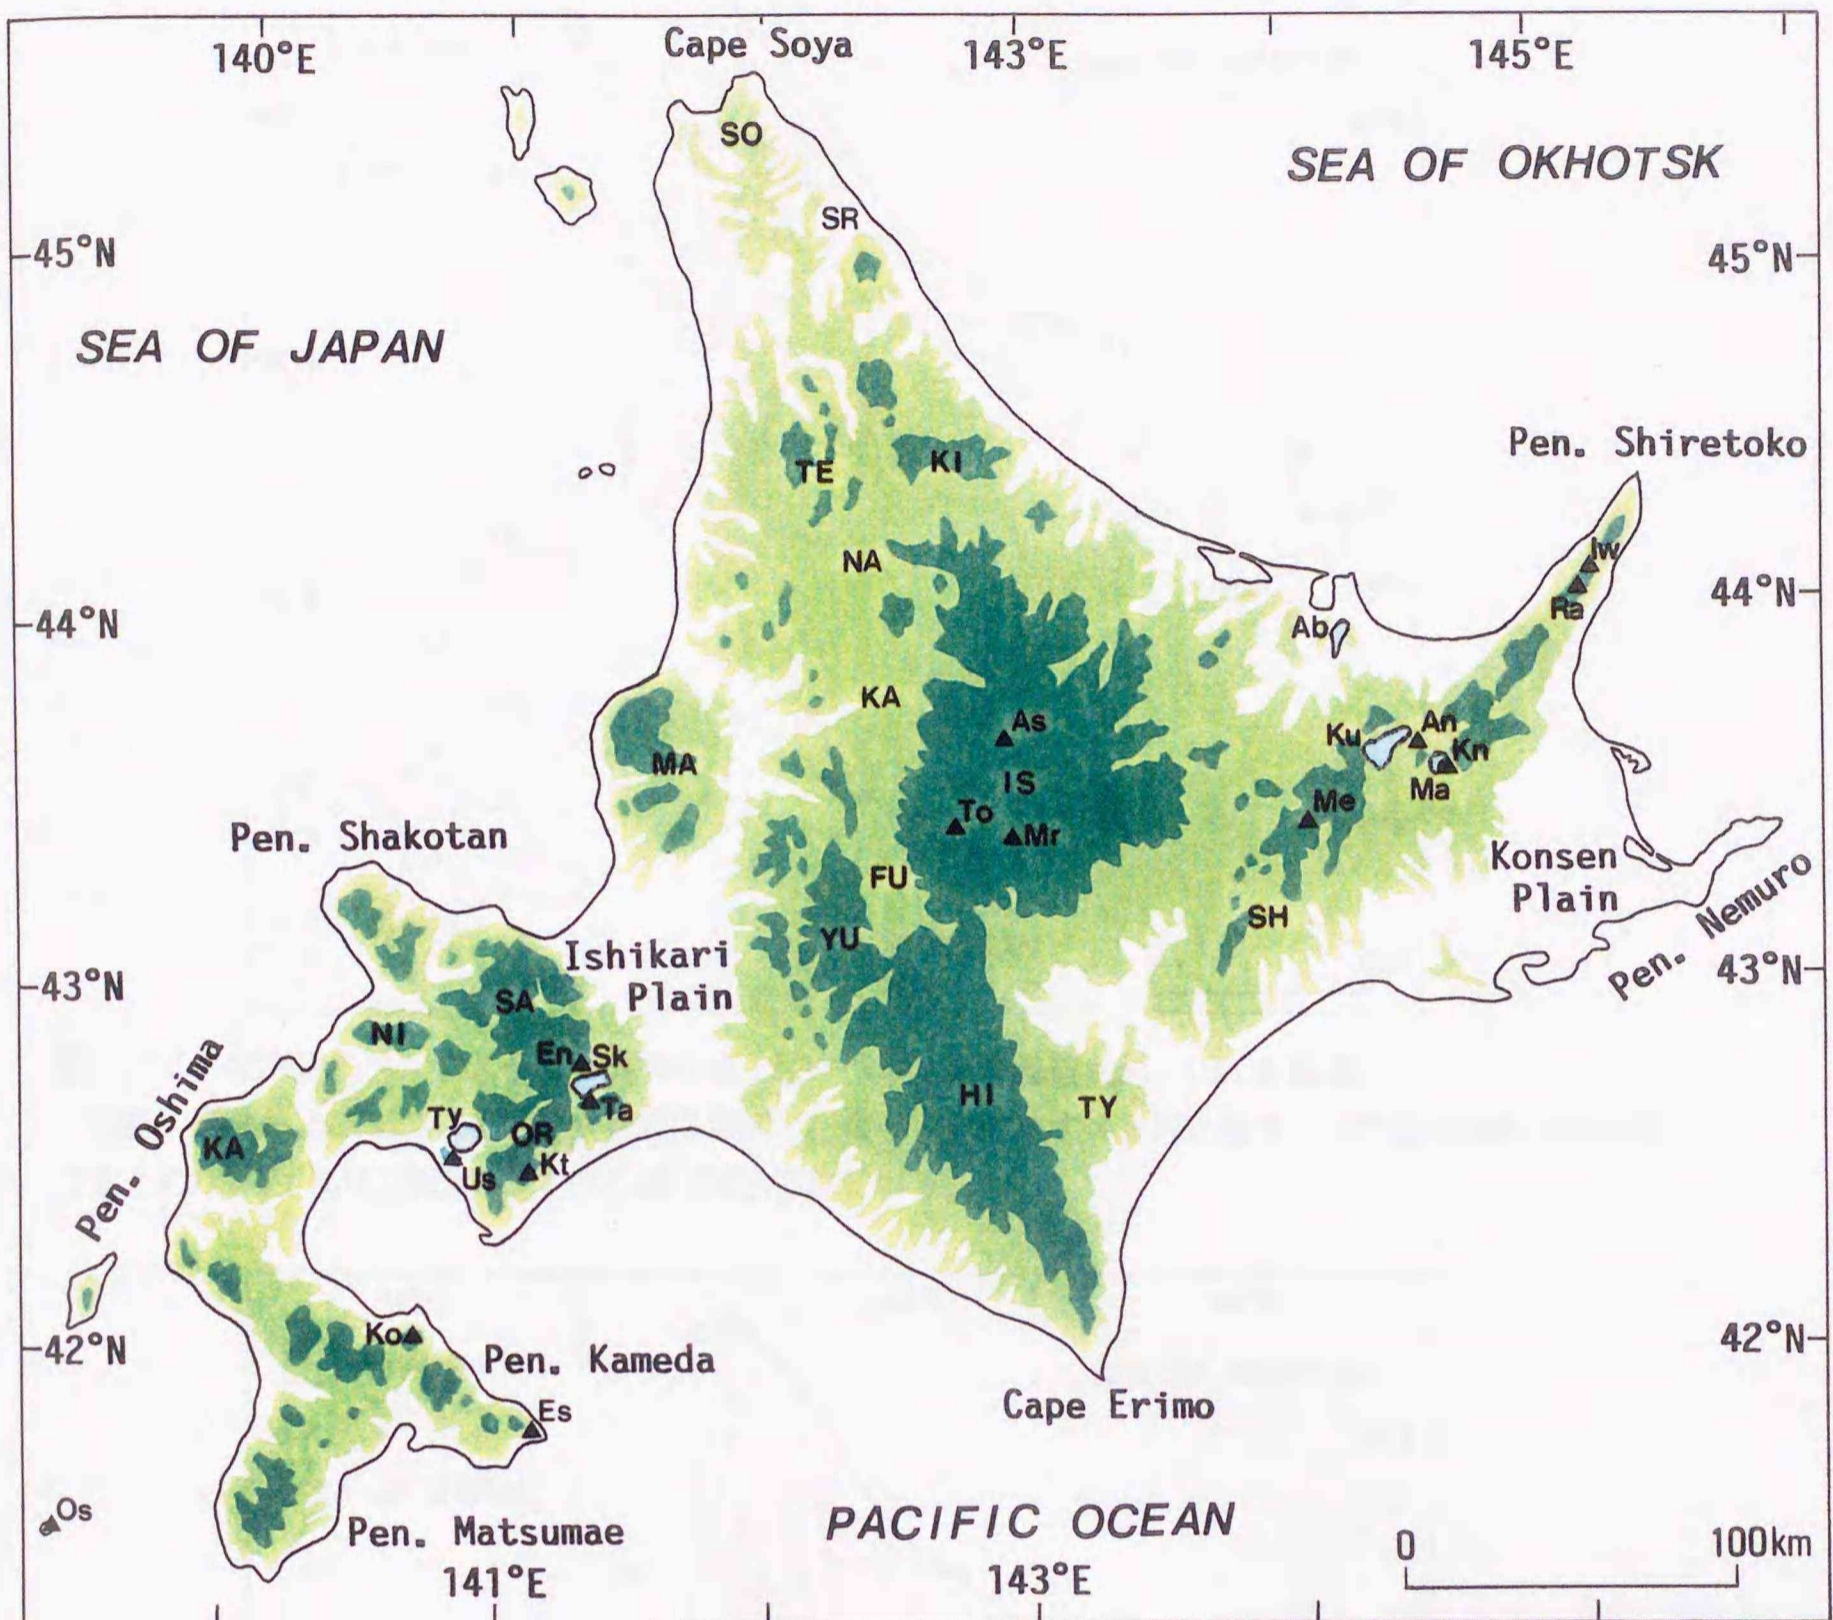 140°E
Cape Soya
143°E
145°E
SO
SEA OF OKHOTSK
SR
45°N
45°N
SEA OF JAPAN
Pen. Shiretoko
KI
TE
NA
Iw
44°N
Ra
44°N
Ab
KA
As
An
Ku
Kn
MA
IS
Ma
Me
To
Mr
Pen. Shakotan
Konsen
Plain
FU
Pen. Nemuro
SH
YU
Ishikari
Plain
43°N
43°N
SA
NI
En
Sk
Pen. Oshima
HI
TY
Ta
Ty
OR
KA
Kt
Us
Ko
42°N
42°N
Pen. Kameda
Cape Erimo
Es
Os
Pen. Matsumae
PACIFIC OCEAN
0
100km
141°E
143°E